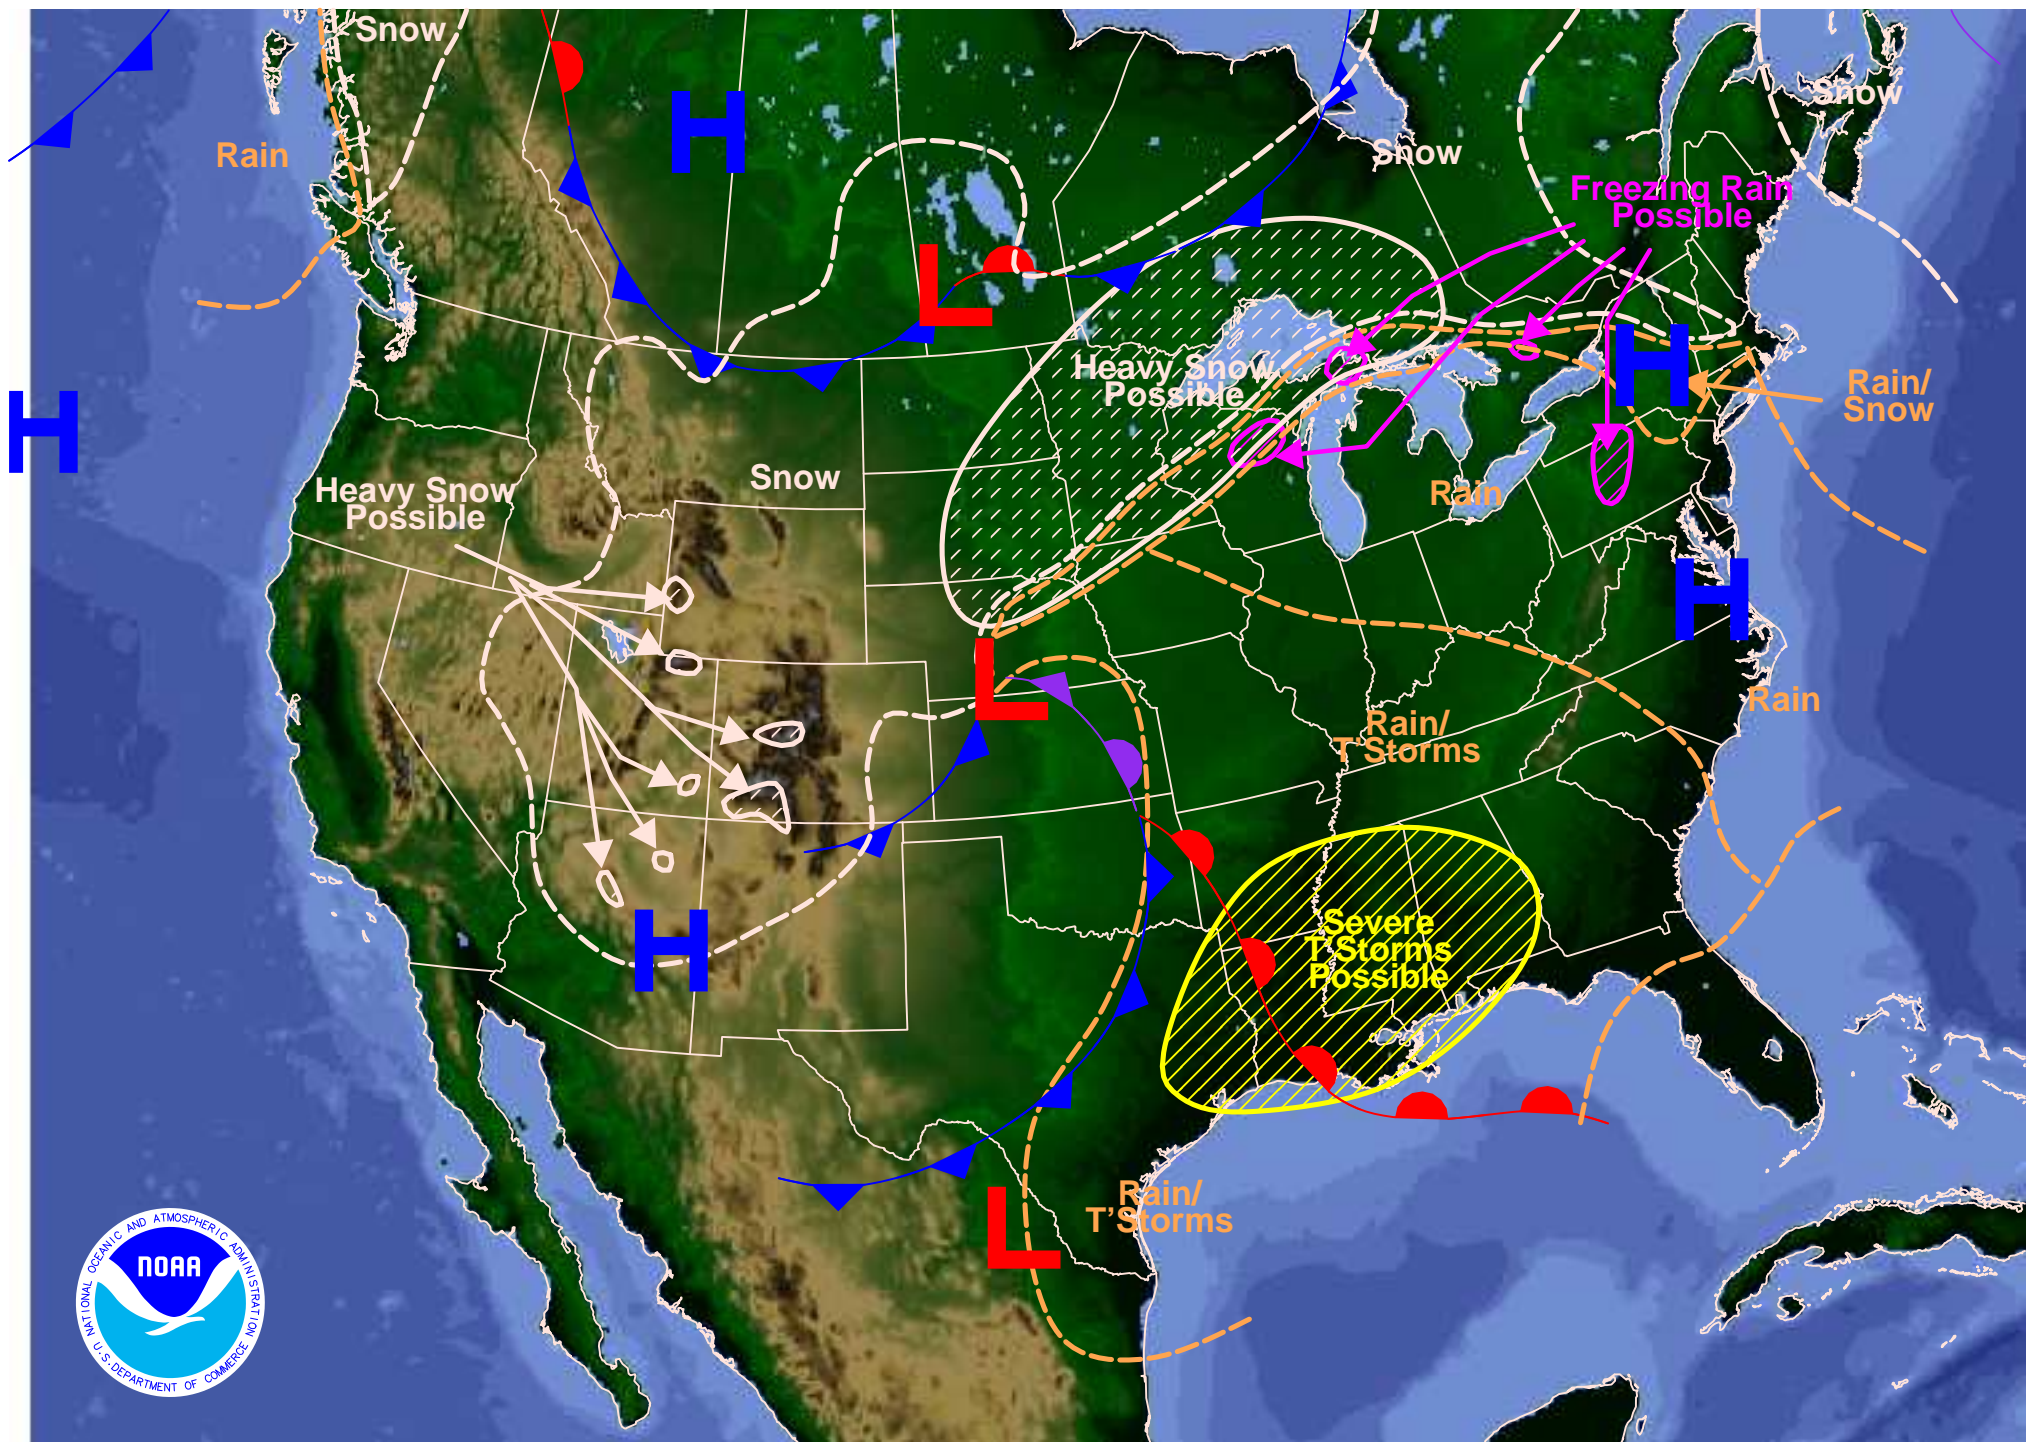 Snow
Snow
H
Rain
Snow
Freezing Rain
Possible
L
H
Heavy Snow
Possible
Rain/
Snow
H
Heavy Snow
Possible
Snow
Rain
H
L
Rain
Rain/
T'Storms
Severe
T'Storms
Possible
H
L
Rain/
T'Storms
NATIONAL OCEANIC AND ATMOSPHERIC ADMINISTRATION
NOAA
U.S. DEPARTMENT OF COMMERCE